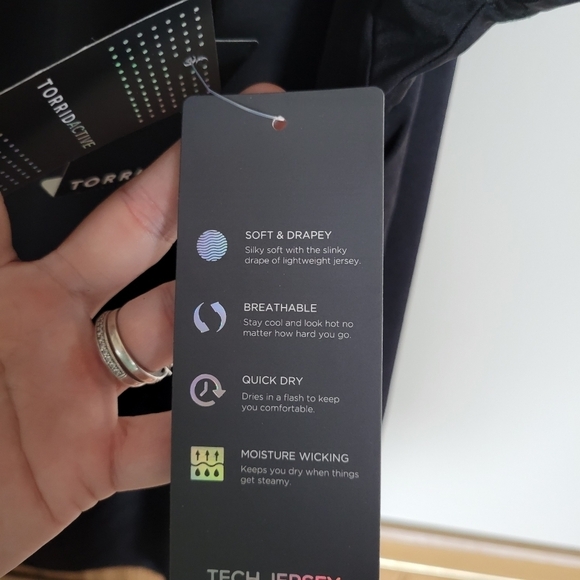 TORRIDACTIVE
SOFT & DRAPEY
Silky soft with the slinky
drape of lightweight jersey.
BREATHABLE
Stay cool and look hot no
matter how hard you go.
QUICK DRY
Dries in a flash to keep
you comfortable.
MOISTURE WICKING
Keeps you dry when things
get steamy.
TECH JERSEY